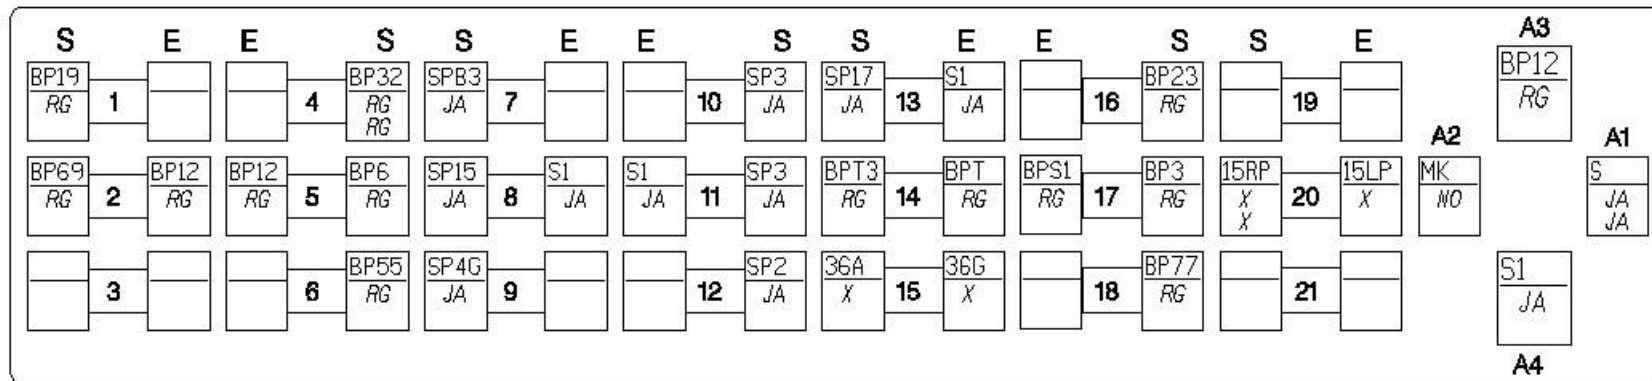 S E E S S E E S S E E S S E A3
BP19 BP32 SPB3 SP3 SP17 S1 BP23 BP12
RG 1 4 RG JA 7 10 JA JA 13 JA 16 RG 19 RG
RG
A2 A1
BP69 BP12 BP12 BP6 SP15 S1 S1 SP3 BPT3 BPT BPS1 BP3 15RP 15LP MK S
RG 2 RG RG 5 RG JA 8 JA JA 11 JA RG 14 RG RG 17 RG X 20 X NO JA
X JA
BP55 SP4G SP2 36A 36G BP77 S1
3 6 RG JA 9 12 JA X 15 X 18 RG 21 JA
A4